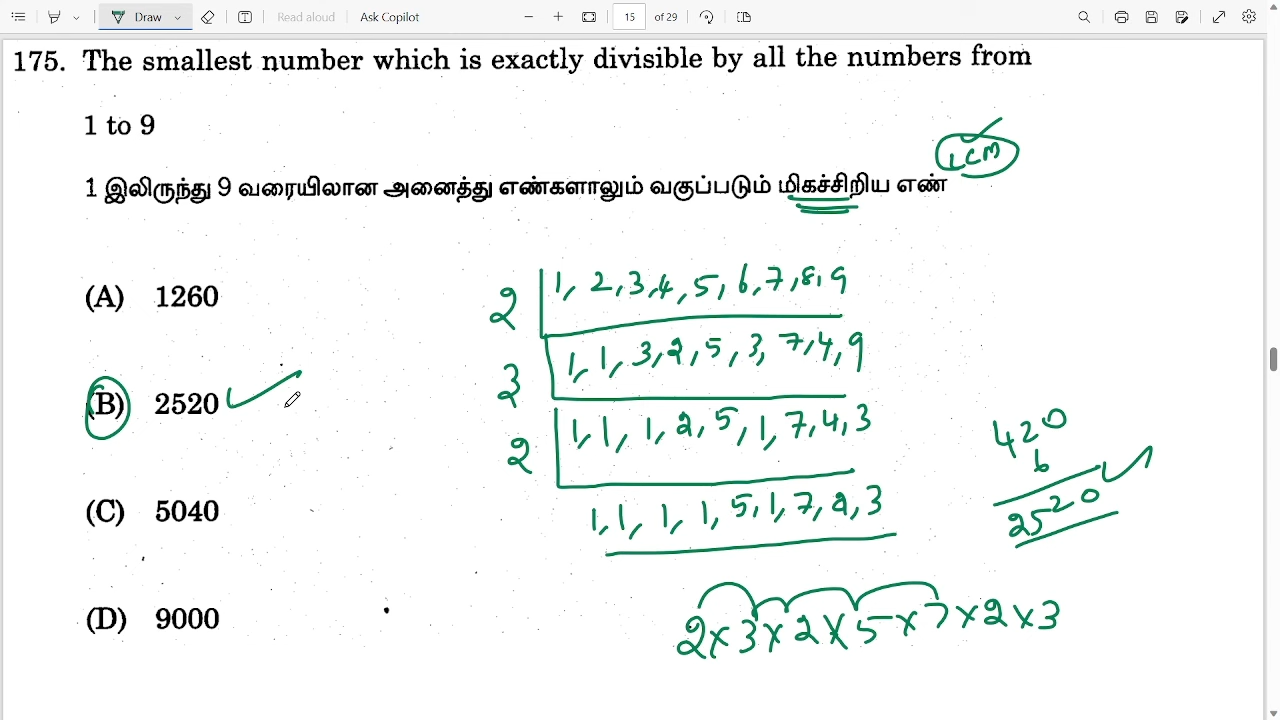 Draw
Read aloud
Ask Copilot
15 of 29
175. The smallest number which is exactly divisible by all the numbers from
1 to 9
LCM
1 இலிருந்து 9 வரையிலான அனைத்து எண்களாலும் வகுப்படும் மிகச்சிறிய எண்
(A) 1260
(B) 2520
(C) 5040
(D) 9000
2 1, 2, 3, 4, 5, 6, 7, 8, 9
3 1, 1, 3, 2, 5, 3, 7, 4, 9
2 1, 1, 1, 2, 5, 1, 7, 4, 3
1, 1, 1, 1, 5, 1, 7, 2, 3
420
6
2520
2 x 3 x 2 x 5 x 7 x 2 x 3